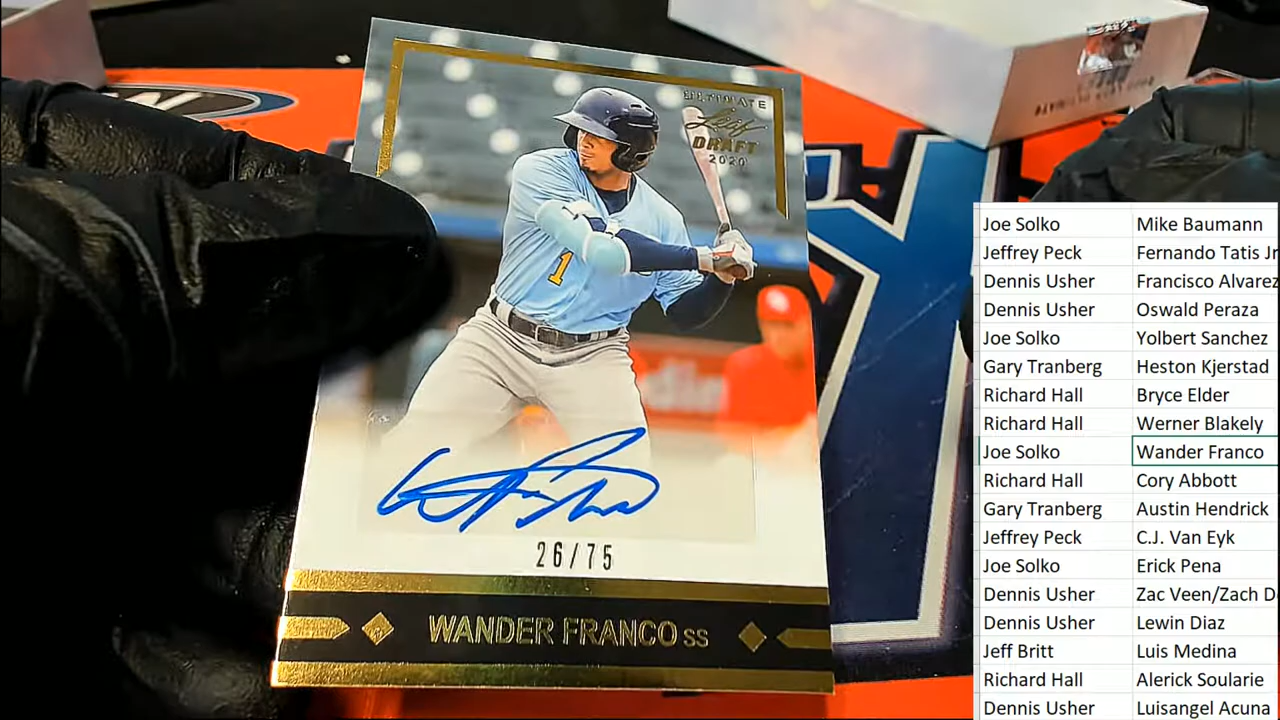 ULTIMATE
Leaf
DRAFT
2020
1
26/75
WANDER FRANCO SS
Joe Solko Mike Baumann
Jeffrey Peck Fernando Tatis Jr
Dennis Usher Francisco Alvarez
Dennis Usher Oswald Peraza
Joe Solko Yolbert Sanchez
Gary Tranberg Heston Kjerstad
Richard Hall Bryce Elder
Richard Hall Werner Blakely
Joe Solko Wander Franco
Richard Hall Cory Abbott
Gary Tranberg Austin Hendrick
Jeffrey Peck C.J. Van Eyk
Joe Solko Erick Pena
Dennis Usher Zac Veen/Zach D
Dennis Usher Lewin Diaz
Jeff Britt Luis Medina
Richard Hall Alerick Soularie
Dennis Usher Luisangel Acuna